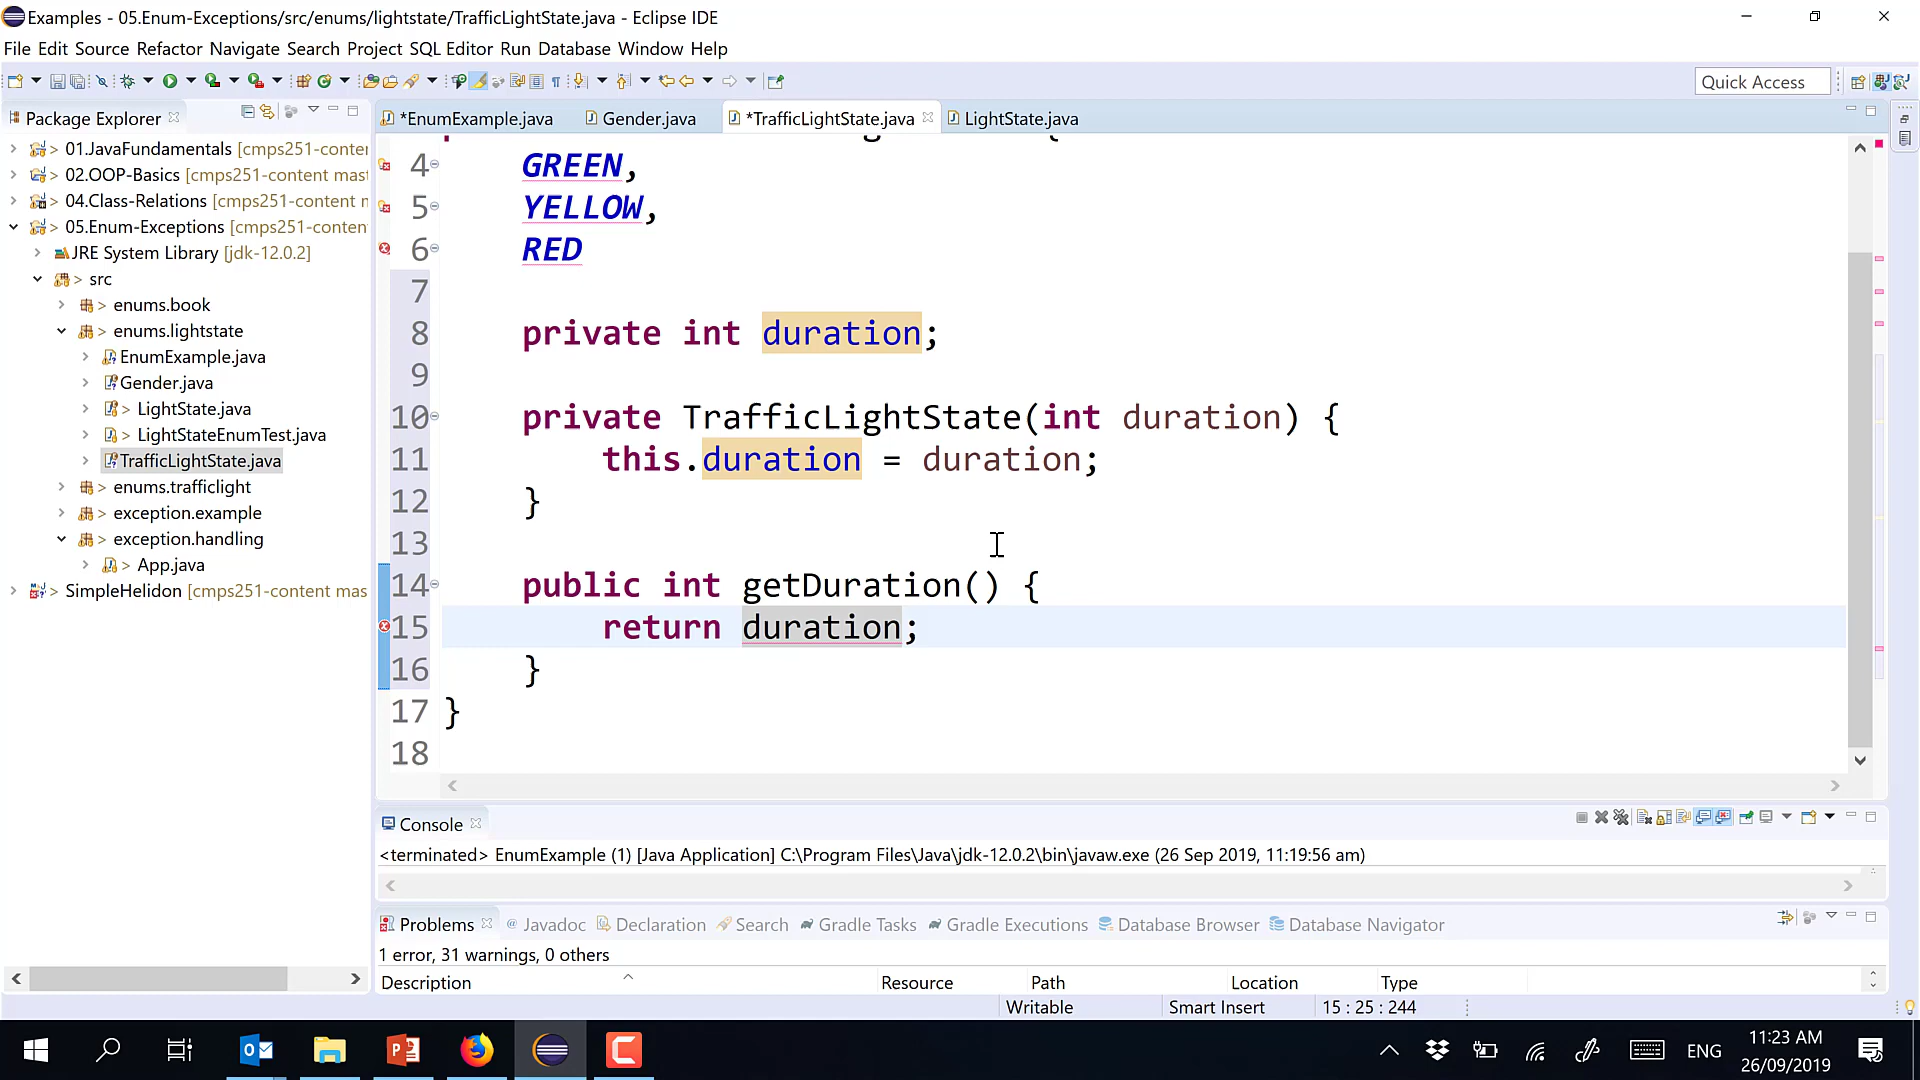 Examples - 05.Enum-Exceptions/src/enums/lightstate/TrafficLightState.java - Eclipse IDE
File Edit Source Refactor Navigate Search Project SQL Editor Run Database Window Help
Quick Access
Package Explorer
*EnumExample.java
Gender.java
*TrafficLightState.java
LightState.java
> 01.JavaFundamentals [cmps251-conter
> 02.OOP-Basics [cmps251-content mast
> 04.Class-Relations [cmps251-content m
> 05.Enum-Exceptions [cmps251-content
JRE System Library [jdk-12.0.2]
> src
> enums.book
> enums.lightstate
EnumExample.java
Gender.java
> LightState.java
> LightStateEnumTest.java
TrafficLightState.java
> enums.trafficlight
> exception.example
> exception.handling
> App.java
> SimpleHelidon [cmps251-content mas
4 GREEN,
5 YELLOW,
6 RED
7
8 private int duration;
9
10 private TrafficLightState(int duration) {
11 this.duration = duration;
12 }
13
14 public int getDuration() {
15 return duration;
16 }
17 }
18
Console
<terminated> EnumExample (1) [Java Application] C:\Program Files\Java\jdk-12.0.2\bin\javaw.exe (26 Sep 2019, 11:19:56 am)
Problems @ Javadoc Declaration Search Gradle Tasks Gradle Executions Database Browser Database Navigator
1 error, 31 warnings, 0 others
Description Resource Path Location Type
Writable Smart Insert 15 : 25 : 244
ENG
11:23 AM
26/09/2019